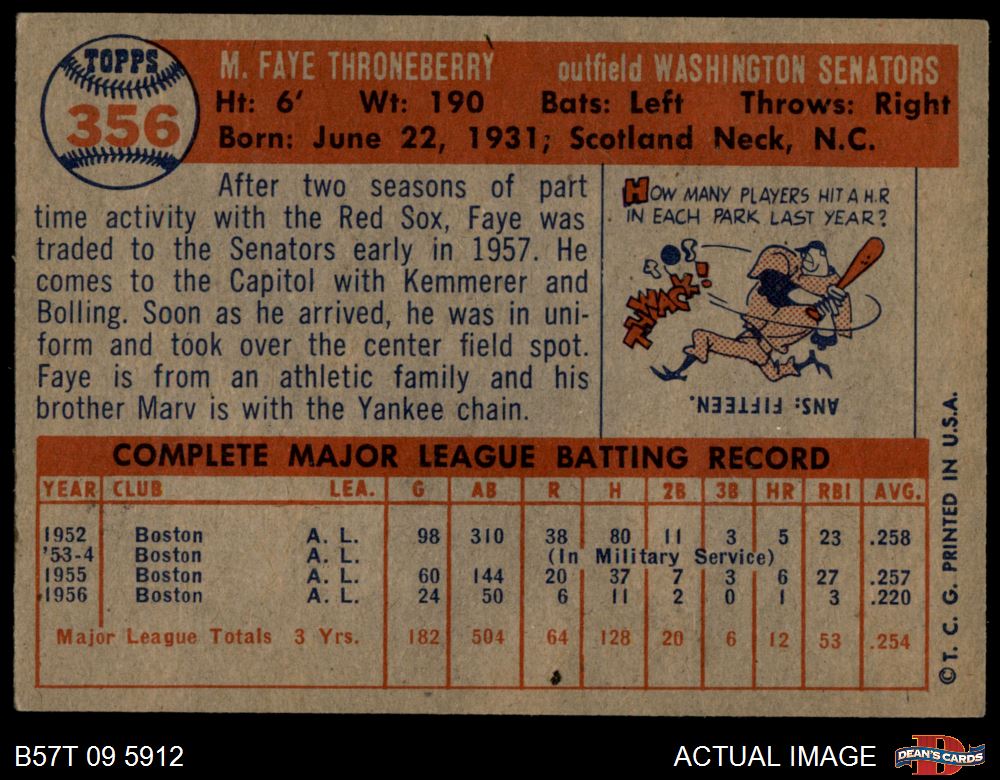 TOPPS
356
M. FAYE THRONEBERRY outfield WASHINGTON SENATORS
Ht: 6' Wt: 190 Bats: Left Throws: Right
Born: June 22, 1931; Scotland Neck, N.C.
After two seasons of part
time activity with the Red Sox, Faye was
traded to the Senators early in 1957. He
comes to the Capitol with Kemmerer and
Bolling. Soon as he arrived, he was in uni-
form and took over the center field spot.
Faye is from an athletic family and his
brother Marv is with the Yankee chain.
HOW MANY PLAYERS HIT A H.R
IN EACH PARK LAST YEAR?
THWACK!
ANS: FIFTEEN.
COMPLETE MAJOR LEAGUE BATTING RECORD
YEAR CLUB LEA. G AB R H 2B 3B HR RBI AVG.
1952 Boston A. L. 98 310 38 80 11 3 5 23 .258
'53-4 Boston A. L. (In Military Service)
1955 Boston A. L. 60 144 20 37 7 3 6 27 .257
1956 Boston A. L. 24 50 6 11 2 0 1 3 .220
Major League Totals 3 Yrs. 182 504 64 128 20 6 12 53 .254
© T. C. G. PRINTED IN U.S.A.
B57T 09 5912 ACTUAL IMAGE
D
DEAN'S CARDS